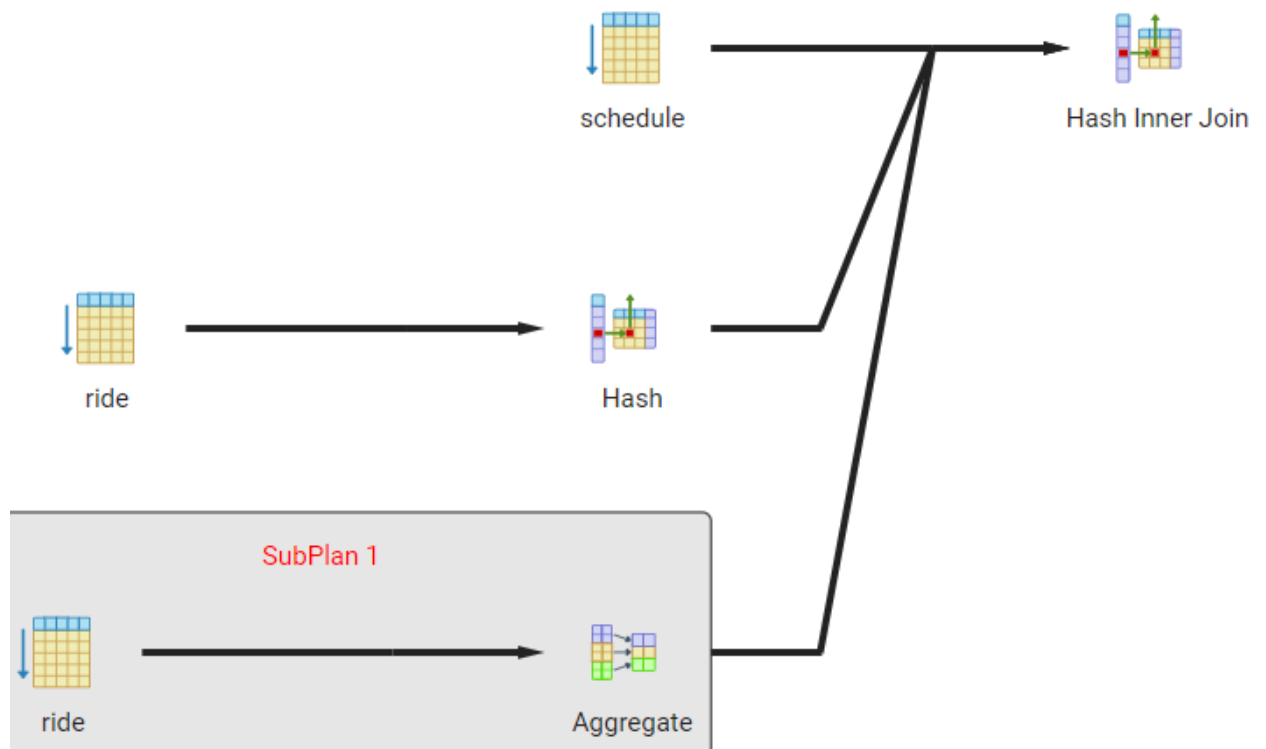 schedule
Hash Inner Join
ride
Hash
SubPlan 1
ride
Aggregate